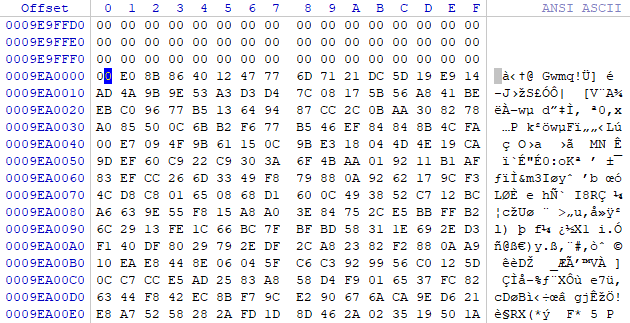 Offset 0 1 2 3 4 5 6 7 8 9 A B C D E F ANSI ASCII
0009E9FFD0 00 00 00 00 00 00 00 00 00 00 00 00 00 00 00 00
0009E9FFE0 00 00 00 00 00 00 00 00 00 00 00 00 00 00 00 00
0009E9FFF0 00 00 00 00 00 00 00 00 00 00 00 00 00 00 00 00
0009EA0000 00 E0 8B 86 40 12 47 77 6D 71 21 DC 5D 19 E9 14 à‹†@ Gwmq!Ü] é
0009EA0010 AD 4A 9B 9E 53 A3 D3 D4 7C 08 17 5B 56 A8 41 BE -J›žS£ÓÔ| [V¨A¾
0009EA0020 EB C0 96 77 B5 13 64 94 87 CC 2C 0B AA 30 82 78 ëÀ–wµ d”‡Ì, ª0‚x
0009EA0030 A0 85 50 0C 6B B2 F6 77 B5 46 EF 84 84 8B 4C FA …P k²öwµFï„„‹Lú
0009EA0040 00 E7 09 4F 9B 61 15 0C 9B E3 18 04 4D 4E 19 CA ç O›a ›ã MN Ê
0009EA0050 9D EF 60 C9 22 C9 30 3A 6F 4B AA 01 92 11 B1 AF ï`É"É0:oKª ’ ±¯
0009EA0060 83 EF CC 26 6D 33 49 F8 79 88 0A 92 62 17 9C F3 ƒïÌ&m3Iøyˆ ’b œó
0009EA0070 4C D8 C8 01 65 08 68 D1 60 0C 49 38 52 C7 12 BC LØÈ e hÑ` I8RÇ ¼
0009EA0080 A6 63 9E 55 F8 15 A8 A0 3E 84 75 2C E5 BB FF B2 ¦cžUø ¨ >„u,å»ÿ²
0009EA0090 6C 29 13 FE 1C 66 BC 7F BF BD 58 31 1E 69 2E D3 l) þ f¼ ¿½X1 i.Ó
0009EA00A0 F1 40 DF 80 29 79 2E DF 2C A8 23 82 F2 88 0A A9 ñ@ß€)y.ß,¨#‚òˆ ©
0009EA00B0 10 EA E8 44 8E 06 04 5F C6 C3 92 99 56 C0 12 5D êèDŽ _ÆÃ’™VÀ ]
0009EA00C0 0C C7 CC E5 AD 25 83 A8 58 D4 F9 01 65 37 FC 82 ÇÌå-%ƒ¨XÔù e7ü‚
0009EA00D0 63 44 F8 42 EC 8B F7 9C E2 90 67 6A CA 9E D6 21 cDøBì‹÷œâ gjÊžÖ!
0009EA00E0 E8 A7 52 58 28 2A FD 1D 8D 46 2A 02 35 19 50 1A è§RX(*ý F* 5 P